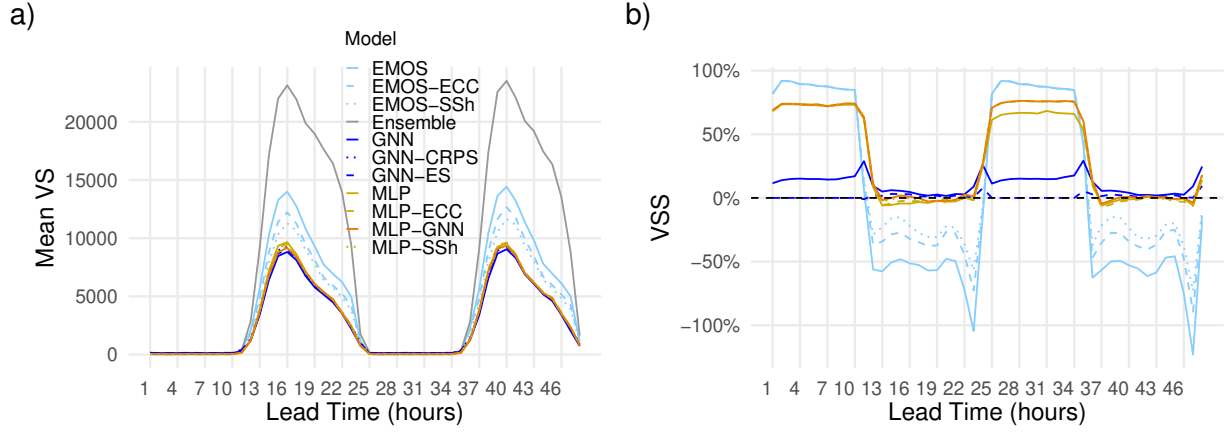 a)
Model
EMOS
EMOS−ECC
EMOS−SSh
Ensemble
GNN
GNN−CRPS
GNN−ES
MLP
MLP−ECC
MLP−GNN
MLP−SSh
Mean VS
20000
15000
10000
5000
0
1 4 7 10 13 16 19 22 25 28 31 34 37 40 43 46
Lead Time (hours)
b)
VSS
100%
50%
0%
−50%
−100%
1 4 7 10 13 16 19 22 25 28 31 34 37 40 43 46
Lead Time (hours)